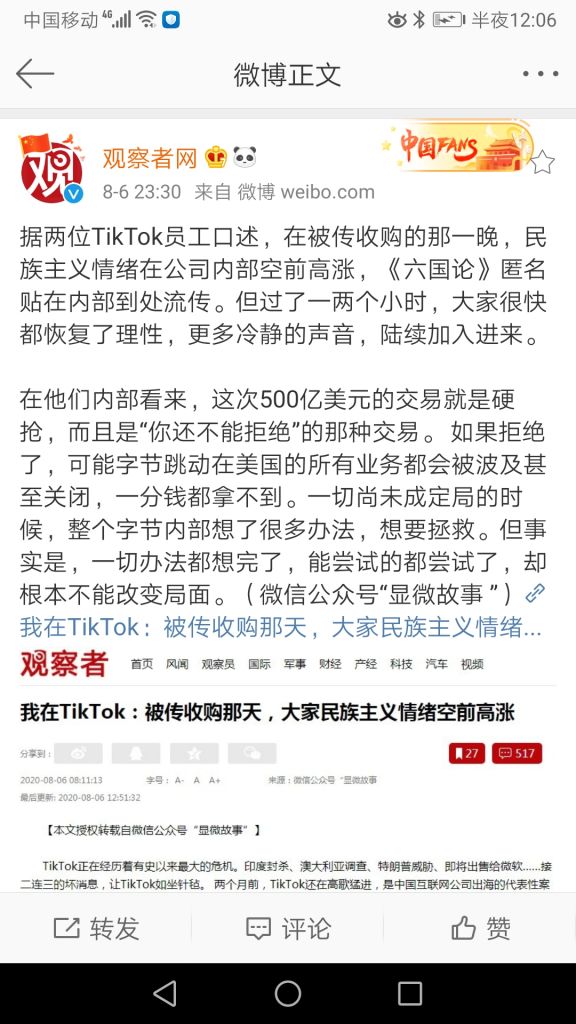 中国移动 4G 半夜12:06
微博正文
观察者网
中国FANS
8-6 23:30 来自 微博 weibo.com
据两位TikTok员工口述，在被传收购的那一晚，民
族主义情绪在公司内部空前高涨，《六国论》匿名
贴在内部到处流传。但过了一两个小时，大家很快
都恢复了理性，更多冷静的声音，陆续加入进来。
在他们内部看来，这次500亿美元的交易就是硬
抢，而且是“你还不能拒绝”的那种交易。 如果拒绝
了，可能字节跳动在美国的所有业务都会被波及甚
至关闭，一分钱都拿不到。一切尚未成定局的时
候，整个字节内部想了很多办法，想要拯救。但事
实是，一切办法都想完了，能尝试的都尝试了，却
根本不能改变局面。（微信公众号“显微故事 ”）
我在TikTok：被传收购那天，大家民族主义情绪...
观察者 首页 风闻 观察员 国际 军事 财经 产经 科技 汽车 视频
我在TikTok：被传收购那天，大家民族主义情绪空前高涨
分享到： 27 517
2020-08-06 08:11:13 字号： A- A A+ 来源：微信公众号“显微故事
最后更新: 2020-08-06 12:51:32
【本文授权转载自微信公众号“显微故事”】
TikTok正在经历着有史以来最大的危机。印度封杀、澳大利亚调查、特朗普威胁、即将出售给微软……接
二连三的坏消息，让TikTok如坐针毡。 两个月前，TikTok还在高歌猛进，是中国互联网公司出海的代表性案
转发 评论 赞